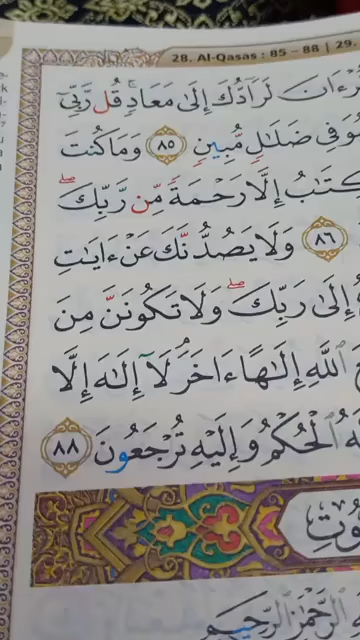 28. Al-Qasas : 85 – 88 | 29.
لَرَآدُّكَ إِلَىٰ مَعَادٍ ۚ قُل رَّبِّيٓ
فِي ضَلَٰلٍ مُّبِينٍ ٨٥ وَمَا كُنتَ
إِلَّا رَحْمَةً مِّن رَّبِّكَ ۖ
٨٦ وَلَا يَصُدُّنَّكَ عَنْ ءَايَٰتِ
إِلَىٰ رَبِّكَ ۖ وَلَا تَكُونَنَّ مِنَ
ٱللَّهِ إِلَٰهًا ءَاخَرَ ۘ لَآ إِلَٰهَ إِلَّا
ٱلْحُكْمُ وَإِلَيْهِ تُرْجَعُونَ ٨٨
ٱلرَّحْمَٰنِ ٱلرَّحِيمِ